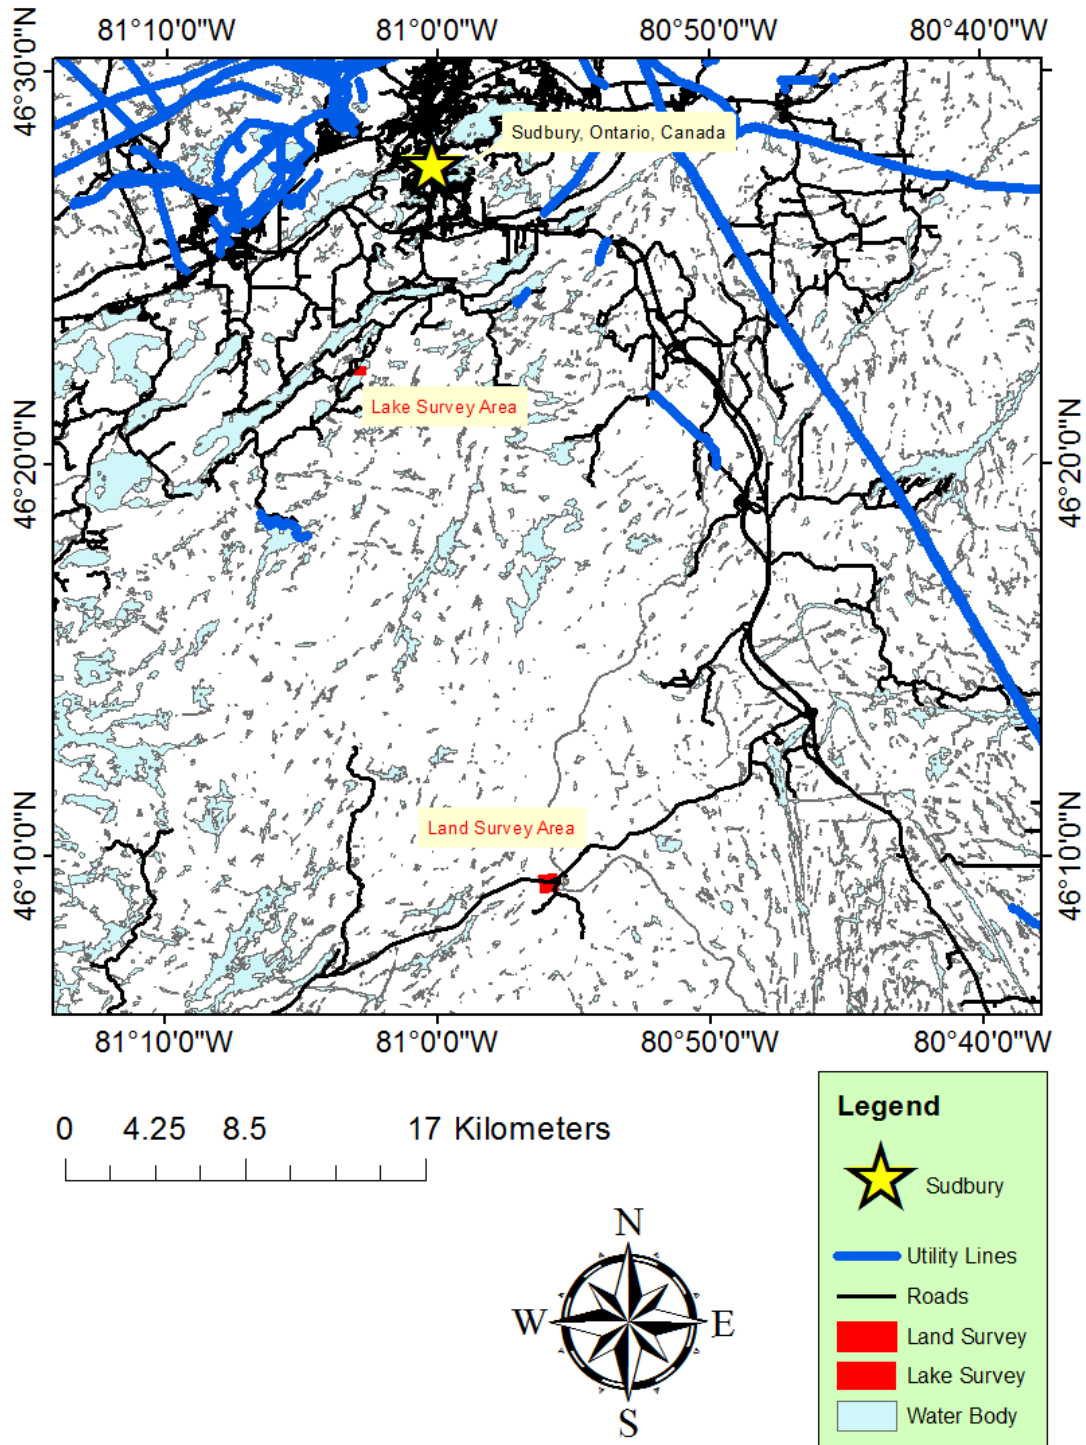 81°10'0"W 81°0'0"W 80°50'0"W 80°40'0"W
46°30'0"N
Sudbury, Ontario, Canada
Lake Survey Area
46°20'0"N
46°20'0"N
Land Survey Area
46°10'0"N
46°10'0"N
81°10'0"W 81°0'0"W 80°50'0"W 80°40'0"W
0 4.25 8.5 17 Kilometers
Legend
Sudbury
Utility Lines
Roads
Land Survey
Lake Survey
Water Body
N
W E
S